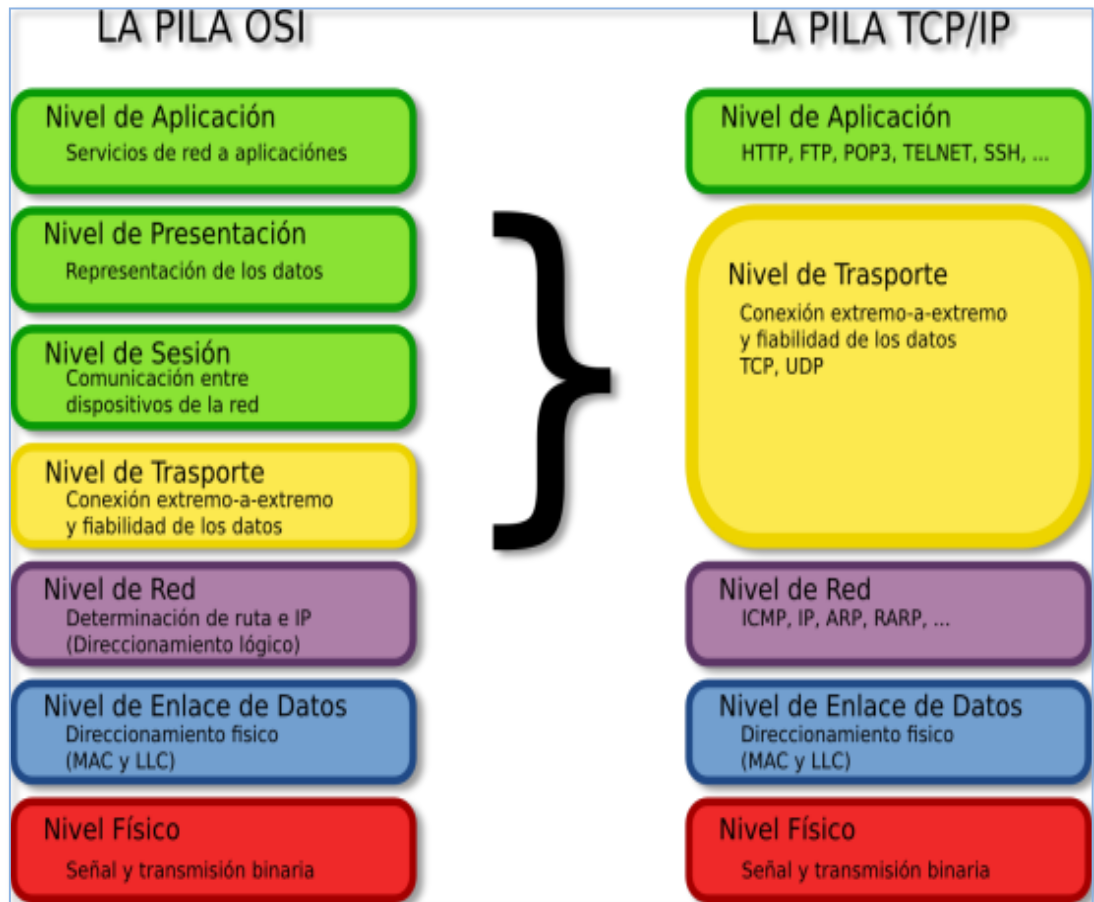 LA PILA OSI
Nivel de Aplicación
Servicios de red a aplicaciónes
Nivel de Presentación
Representación de los datos
Nivel de Sesión
Comunicación entre
dispositivos de la red
Nivel de Trasporte
Conexión extremo-a-extremo
y fiabilidad de los datos
Nivel de Red
Determinación de ruta e IP
(Direccionamiento lógico)
Nivel de Enlace de Datos
Direccionamiento fisico
(MAC y LLC)
Nivel Físico
Señal y transmisión binaria
LA PILA TCP/IP
Nivel de Aplicación
HTTP, FTP, POP3, TELNET, SSH, ...
Nivel de Trasporte
Conexión extremo-a-extremo
y fiabilidad de los datos
TCP, UDP
Nivel de Red
ICMP, IP, ARP, RARP, ...
Nivel de Enlace de Datos
Direccionamiento fisico
(MAC y LLC)
Nivel Físico
Señal y transmisión binaria